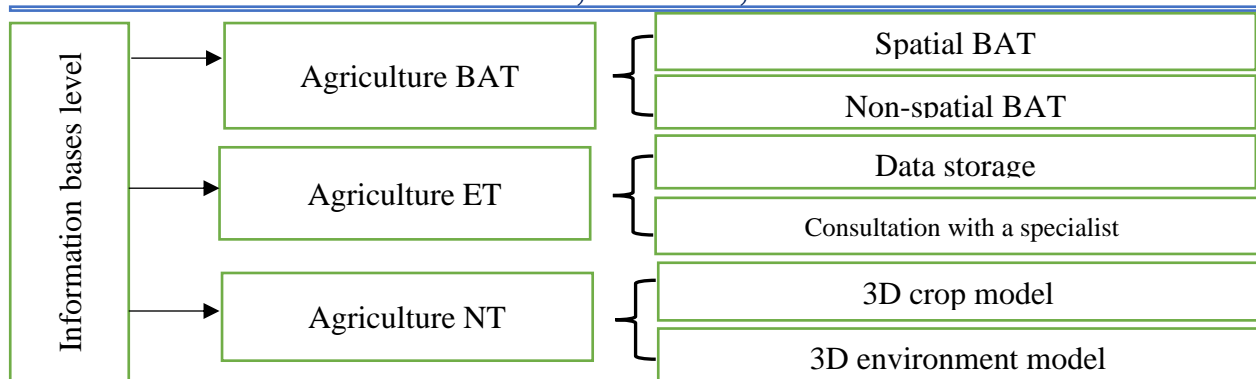 Information bases level
Agriculture BAT
Spatial BAT
Non-spatial BAT
Agriculture ET
Data storage
Consultation with a specialist
Agriculture NT
3D crop model
3D environment model